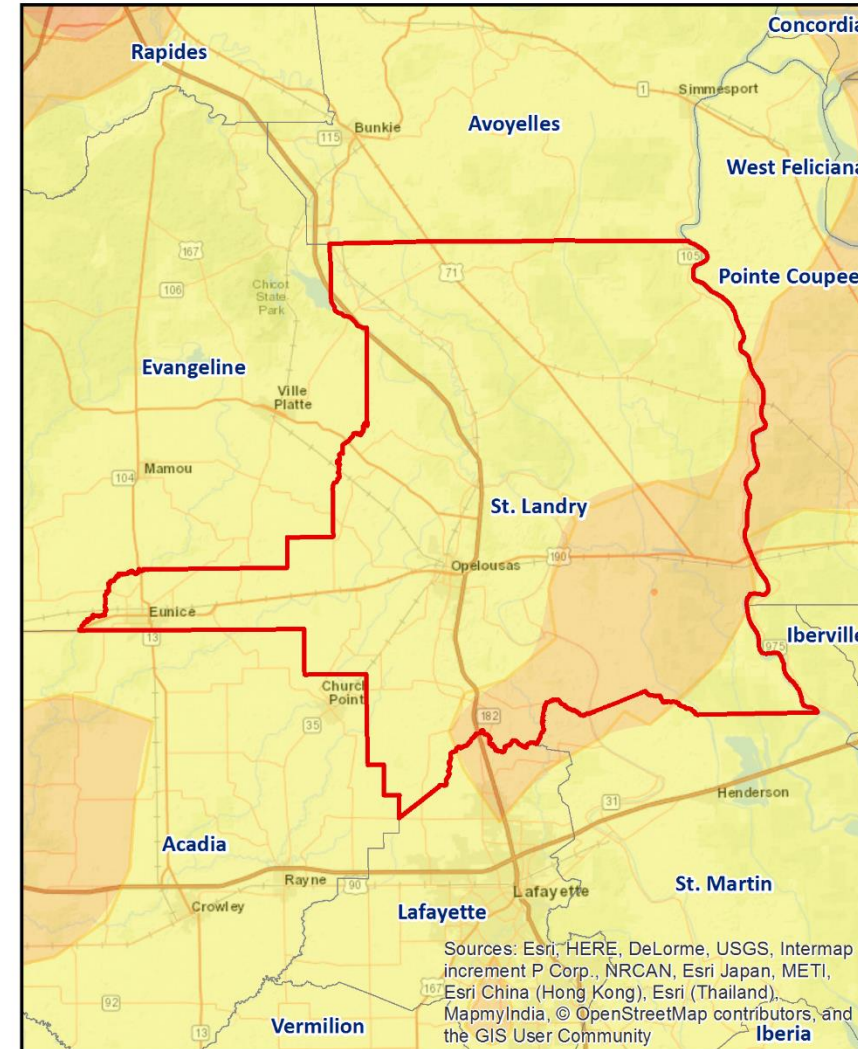 Concordia
Rapides
1
Simmesport
Avoyelles
Bunkie
115
West Feliciana
167
105
71
Pointe Coupee
106
Chicot
State
Park
Evangeline
Ville
Platte
Mamou
104
St. Landry
190
Opelousas
Eunice
13
Iberville
975
Church
Point
182
35
31
Henderson
Acadia
Rayne
90
St. Martin
Crowley
Lafayette
Lafayette
Sources: Esri, HERE, DeLorme, USGS, Intermap
increment P Corp., NRCAN, Esri Japan, METI,
Esri China (Hong Kong), Esri (Thailand),
MapmyIndia, © OpenStreetMap contributors, and
the GIS User Community
167
92
13
Vermilion
Iberia